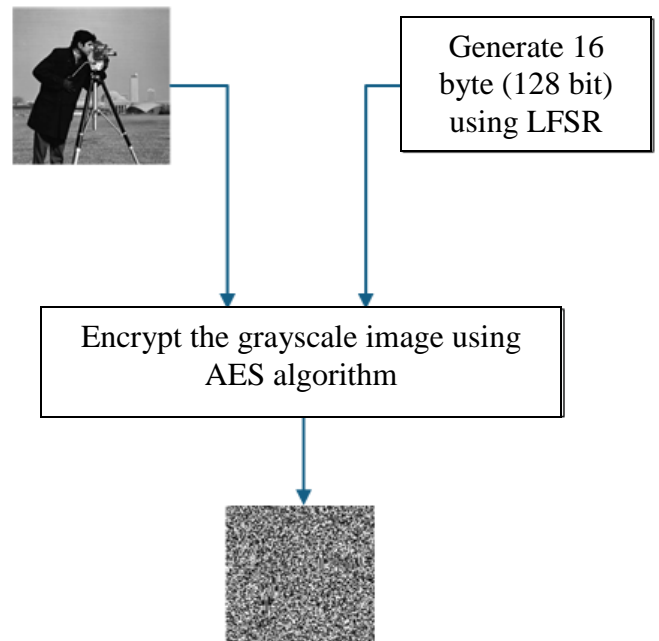 Generate 16
byte (128 bit)
using LFSR
Encrypt the grayscale image using
AES algorithm